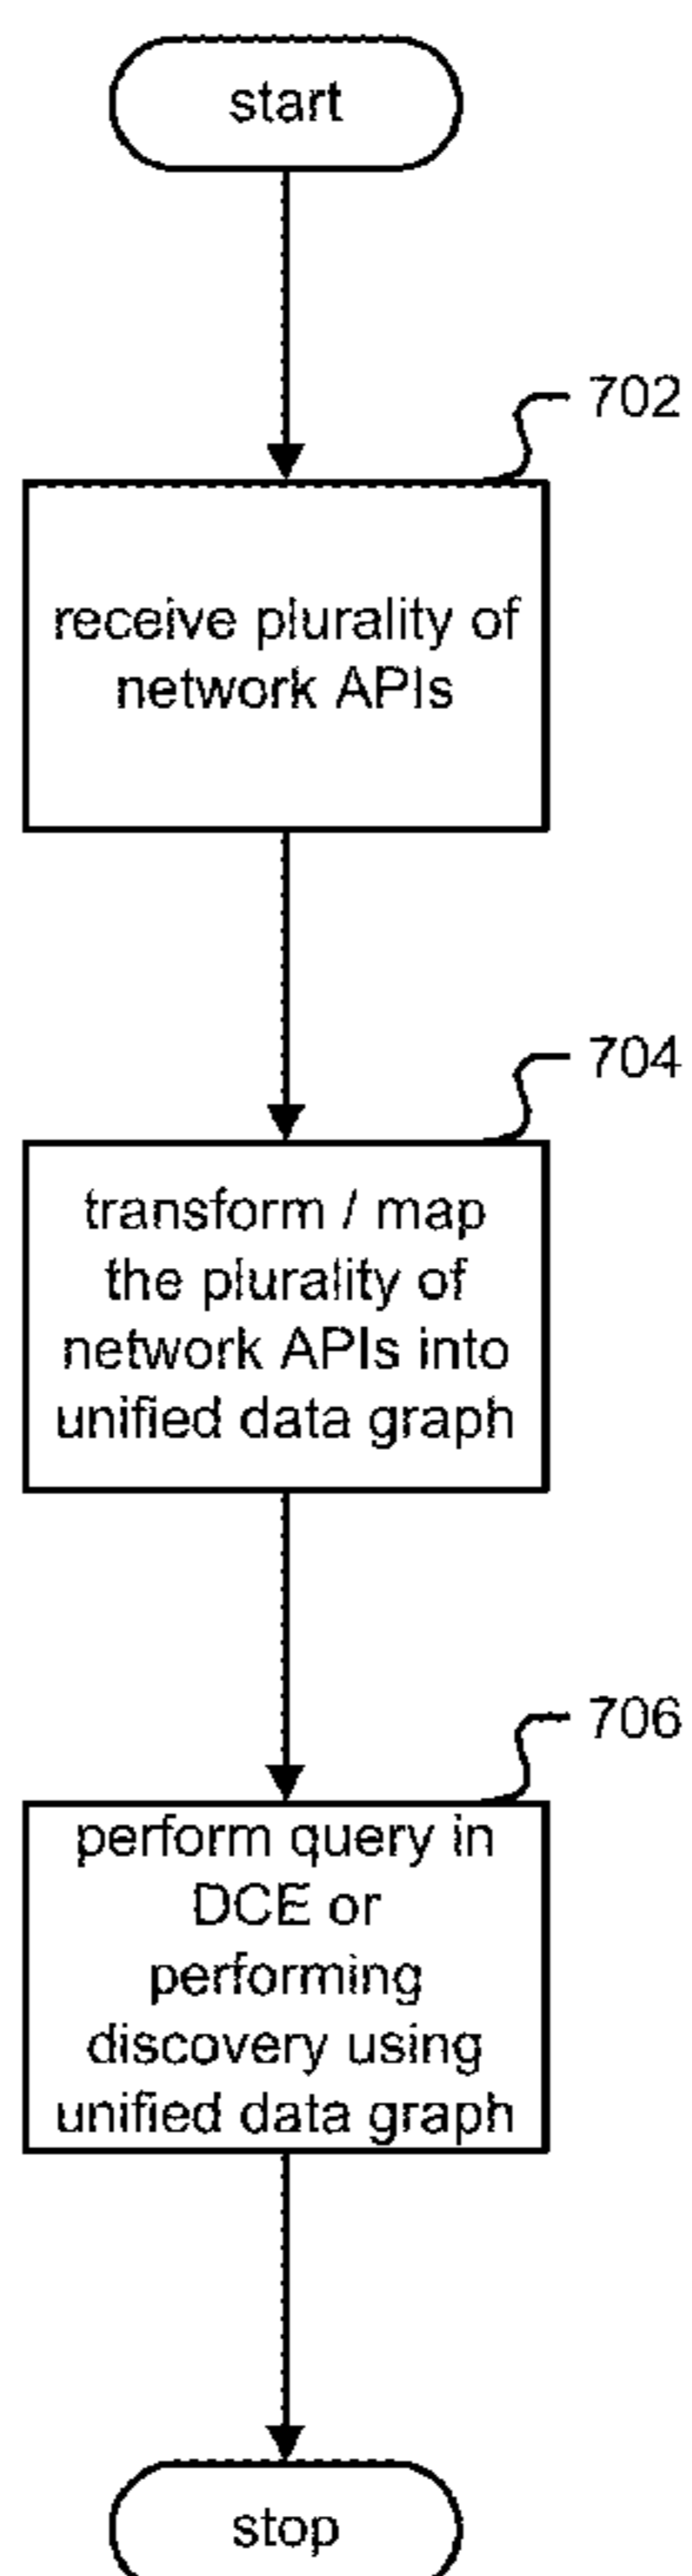 start
702
receive plurality of
network APIs
704
transform / map
the plurality of
network APIs into
unified data graph
706
perform query in
DCE or
performing
discovery using
unified data graph
stop